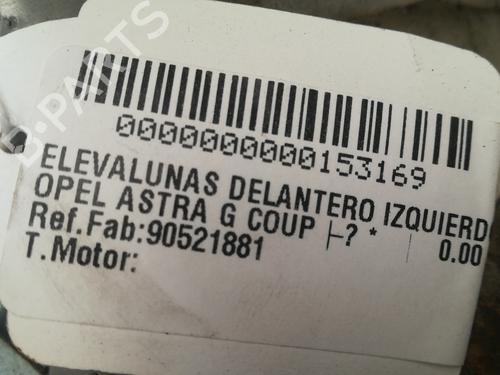 B-PARTS
0000000000153169
ELEVALUNAS DELANTERO IZQUIERD
OPEL ASTRA G COUP ├? * 0.00
Ref.Fab:90521881
T.Motor: